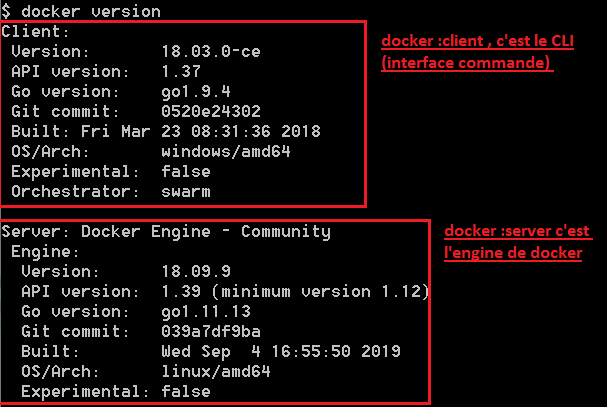 $ docker version
Client:
Version: 18.03.0-ce
API version: 1.37
Go version: go1.9.4
Git commit: 0520e24302
Built: Fri Mar 23 08:31:36 2018
OS/Arch: windows/amd64
Experimental: false
Orchestrator: swarm
docker :client , c'est le CLI
(interface commande)
Server: Docker Engine - Community
Engine:
Version: 18.09.9
API version: 1.39 (minimum version 1.12)
Go version: go1.11.13
Git commit: 039a7df9ba
Built: Wed Sep 4 16:55:50 2019
OS/Arch: linux/amd64
Experimental: false
docker :server c'est
l'engine de docker